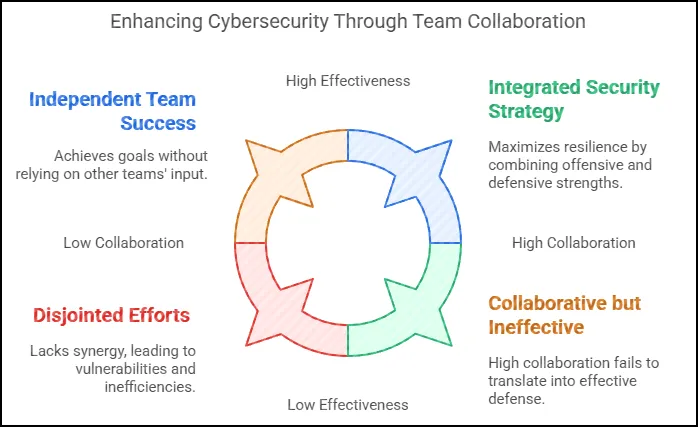 Enhancing Cybersecurity Through Team Collaboration
High Effectiveness
Independent Team
Success
Achieves goals without
relying on other teams' input.
Integrated Security
Strategy
Maximizes resilience by
combining offensive and
defensive strengths.
Low Collaboration
High Collaboration
Disjointed Efforts
Lacks synergy, leading to
vulnerabilities and
inefficiencies.
Collaborative but
Ineffective
High collaboration fails to
translate into effective
defense.
Low Effectiveness